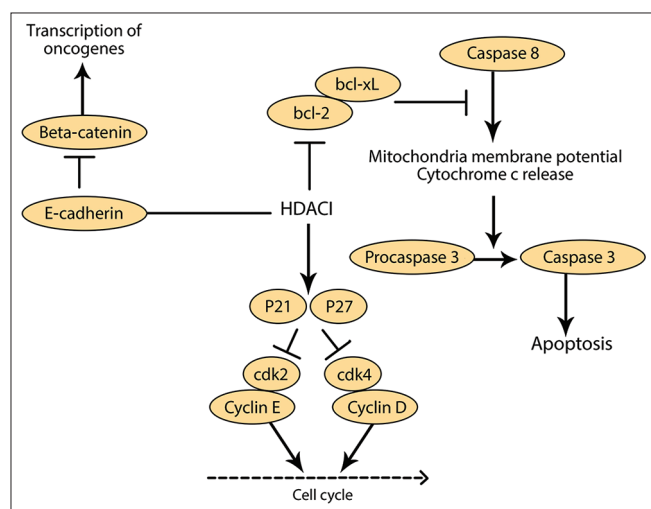 Transcription of
oncogenes
Caspase 8
bcl-xL
bcl-2
Beta-catenin
Mitochondria membrane potential
Cytochrome c release
E-cadherin
HDACI
Procaspase 3
Caspase 3
P21
P27
Apoptosis
cdk2
cdk4
Cyclin E
Cyclin D
Cell cycle